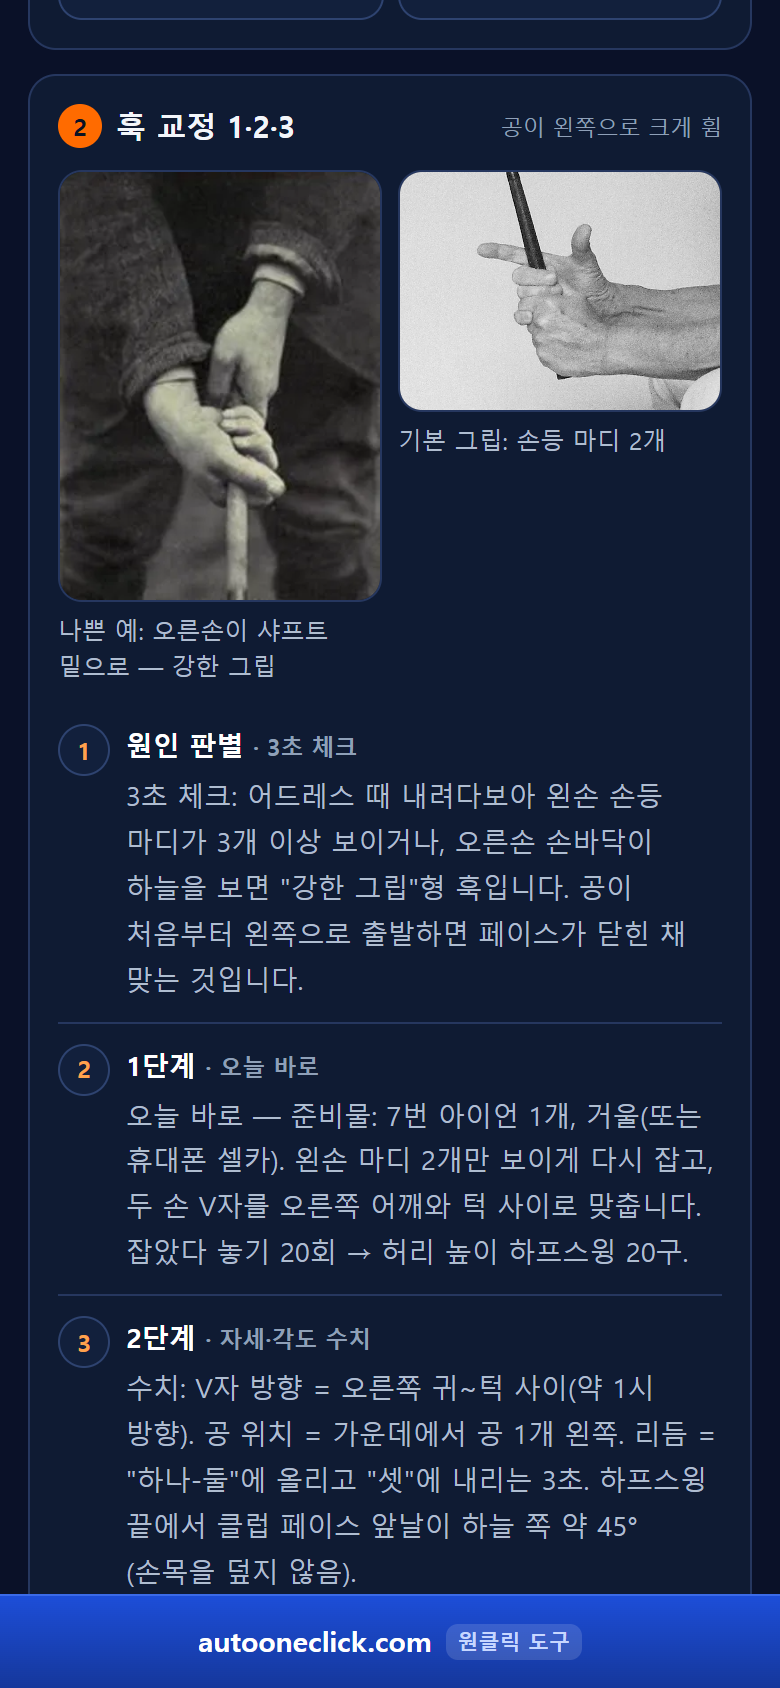 2 훅 교정 1·2·3 공이 왼쪽으로 크게 휨
기본 그립: 손등 마디 2개
나쁜 예: 오른손이 샤프트
밑으로 — 강한 그립
1 원인 판별 · 3초 체크
3초 체크: 어드레스 때 내려다보아 왼손 손등
마디가 3개 이상 보이거나, 오른손 손바닥이
하늘을 보면 "강한 그립"형 훅입니다. 공이
처음부터 왼쪽으로 출발하면 페이스가 닫힌 채
맞는 것입니다.
2 1단계 · 오늘 바로
오늘 바로 — 준비물: 7번 아이언 1개, 거울(또는
휴대폰 셀카). 왼손 마디 2개만 보이게 다시 잡고,
두 손 V자를 오른쪽 어깨와 턱 사이로 맞춥니다.
잡았다 놓기 20회 → 허리 높이 하프스윙 20구.
3 2단계 · 자세·각도 수치
수치: V자 방향 = 오른쪽 귀~턱 사이(약 1시
방향). 공 위치 = 가운데에서 공 1개 왼쪽. 리듬 =
"하나-둘"에 올리고 "셋"에 내리는 3초. 하프스윙
끝에서 클럽 페이스 앞날이 하늘 쪽 약 45°
(손목을 덮지 않음).
autooneclick.com 원클릭 도구